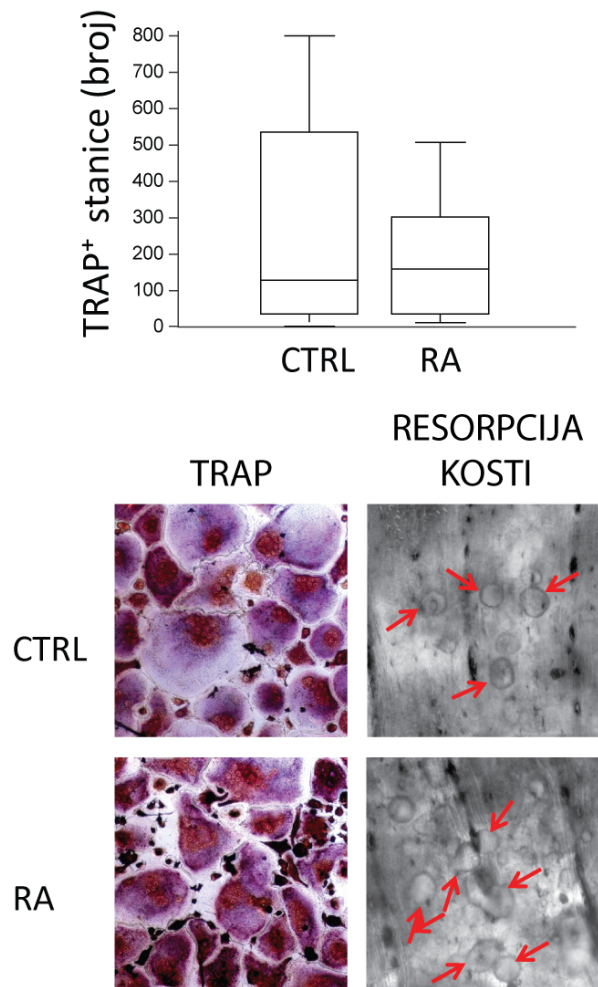 TRAP⁺ stanice (broj)
800
700
600
500
400
300
200
100
0
CTRL RA
RESORPCIJA
TRAP KOSTI
CTRL
RA